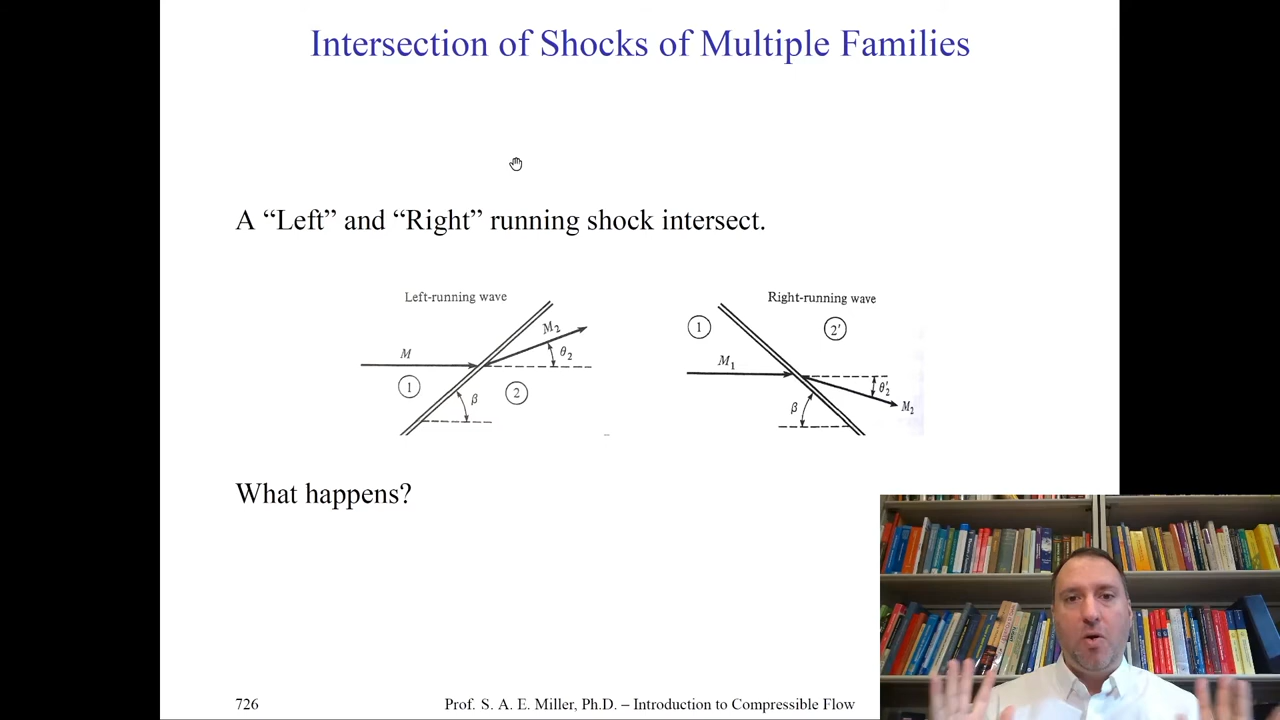 Intersection of Shocks of Multiple Families
A “Left” and “Right” running shock intersect.
Left-running wave
M
M₂
θ₂
1
β
2
Right-running wave
1
2′
M₁
θ′₂
β
M₂
What happens?
726
Prof. S. A. E. Miller, Ph.D. – Introduction to Compressible Flow